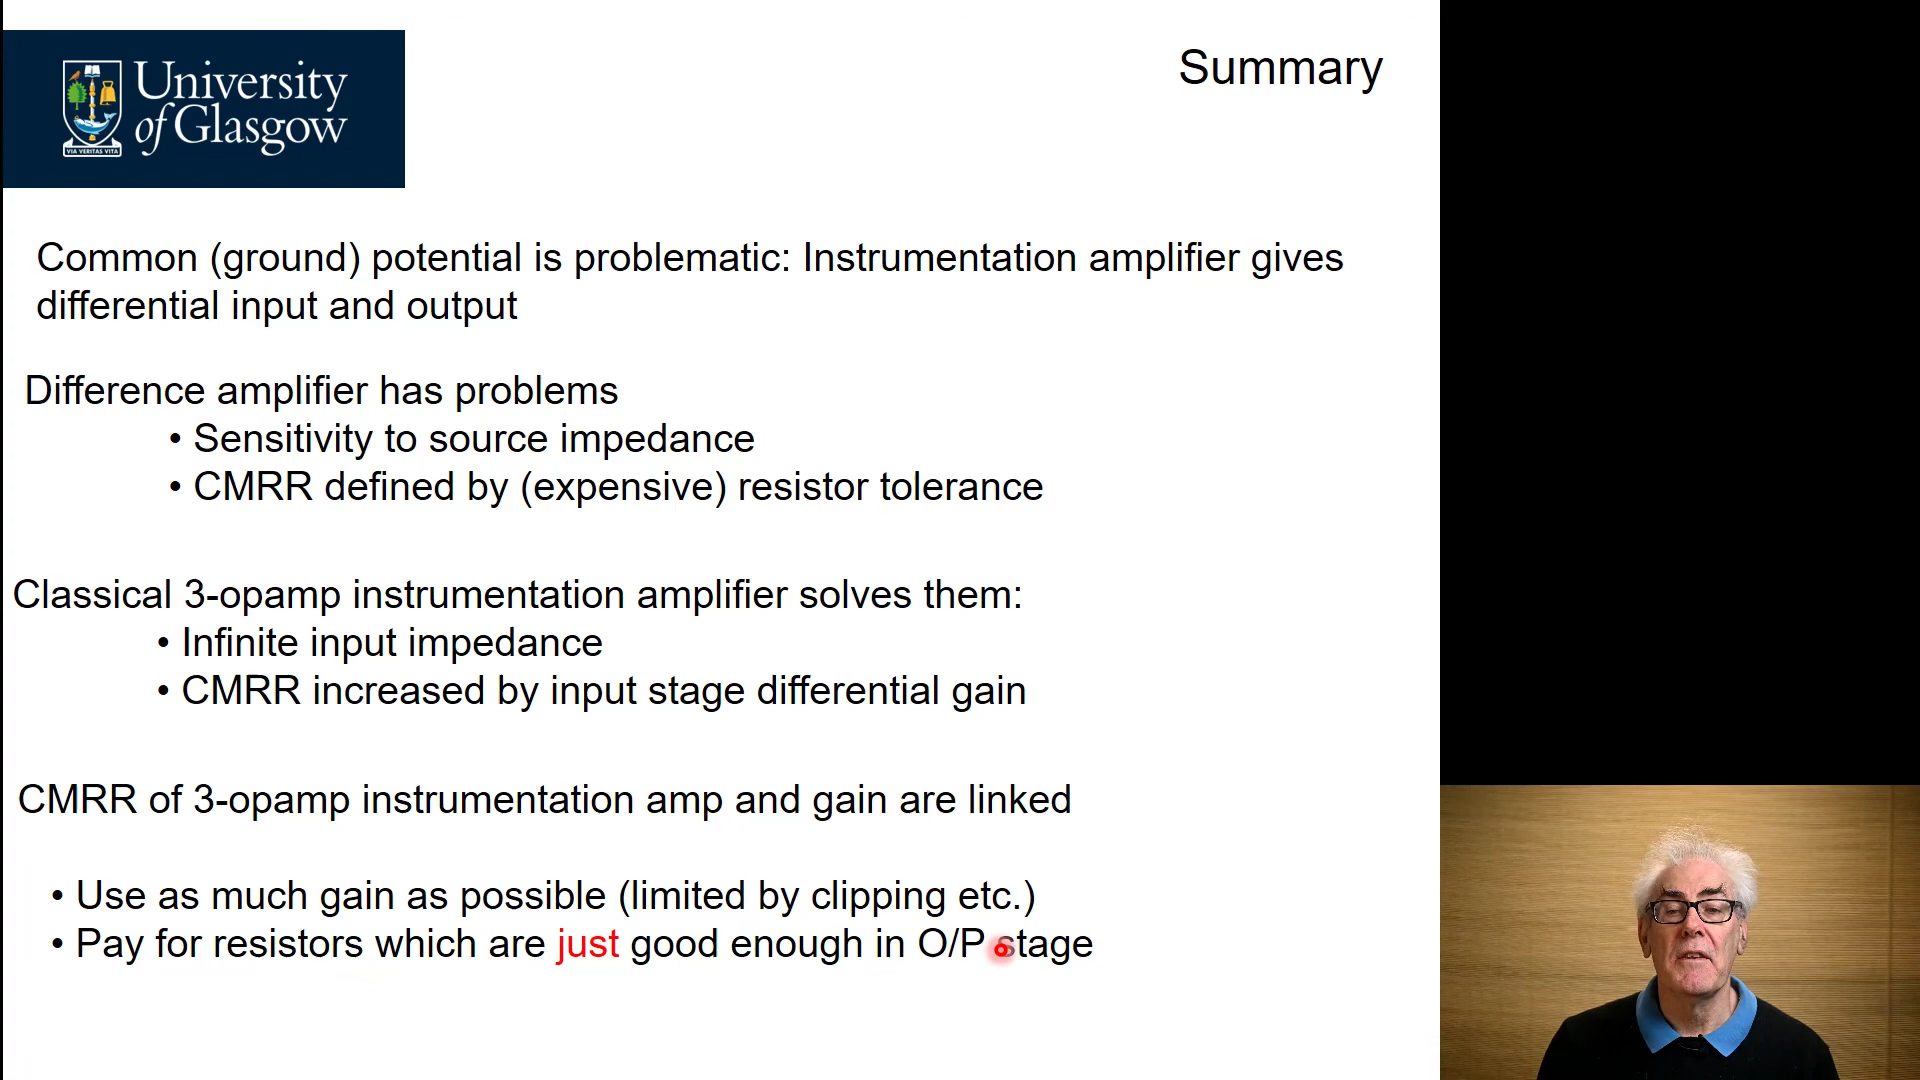 University
of Glasgow
VIA VERITAS VITA
Summary
Common (ground) potential is problematic: Instrumentation amplifier gives
differential input and output
Difference amplifier has problems
• Sensitivity to source impedance
• CMRR defined by (expensive) resistor tolerance
Classical 3-opamp instrumentation amplifier solves them:
• Infinite input impedance
• CMRR increased by input stage differential gain
CMRR of 3-opamp instrumentation amp and gain are linked
• Use as much gain as possible (limited by clipping etc.)
• Pay for resistors which are just good enough in O/P stage